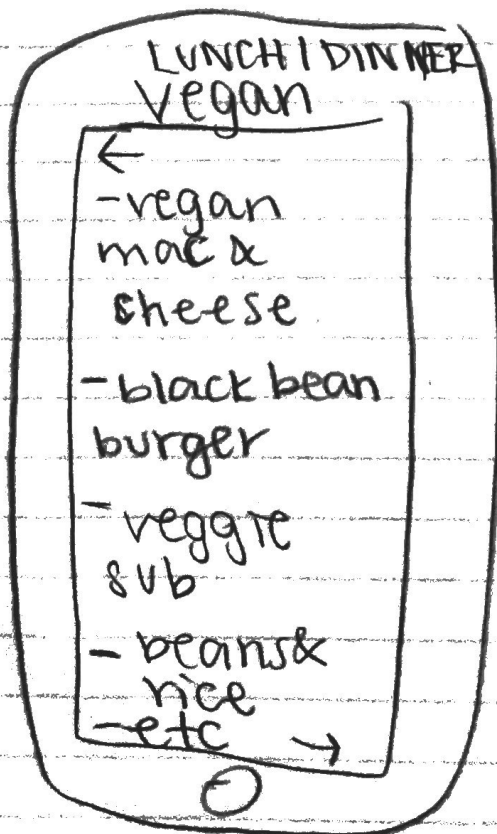 LUNCH / DINNER
vegan
←
- vegan
mac &
cheese
- black bean
burger
- veggie
sub
- beans &
rice
- etc →